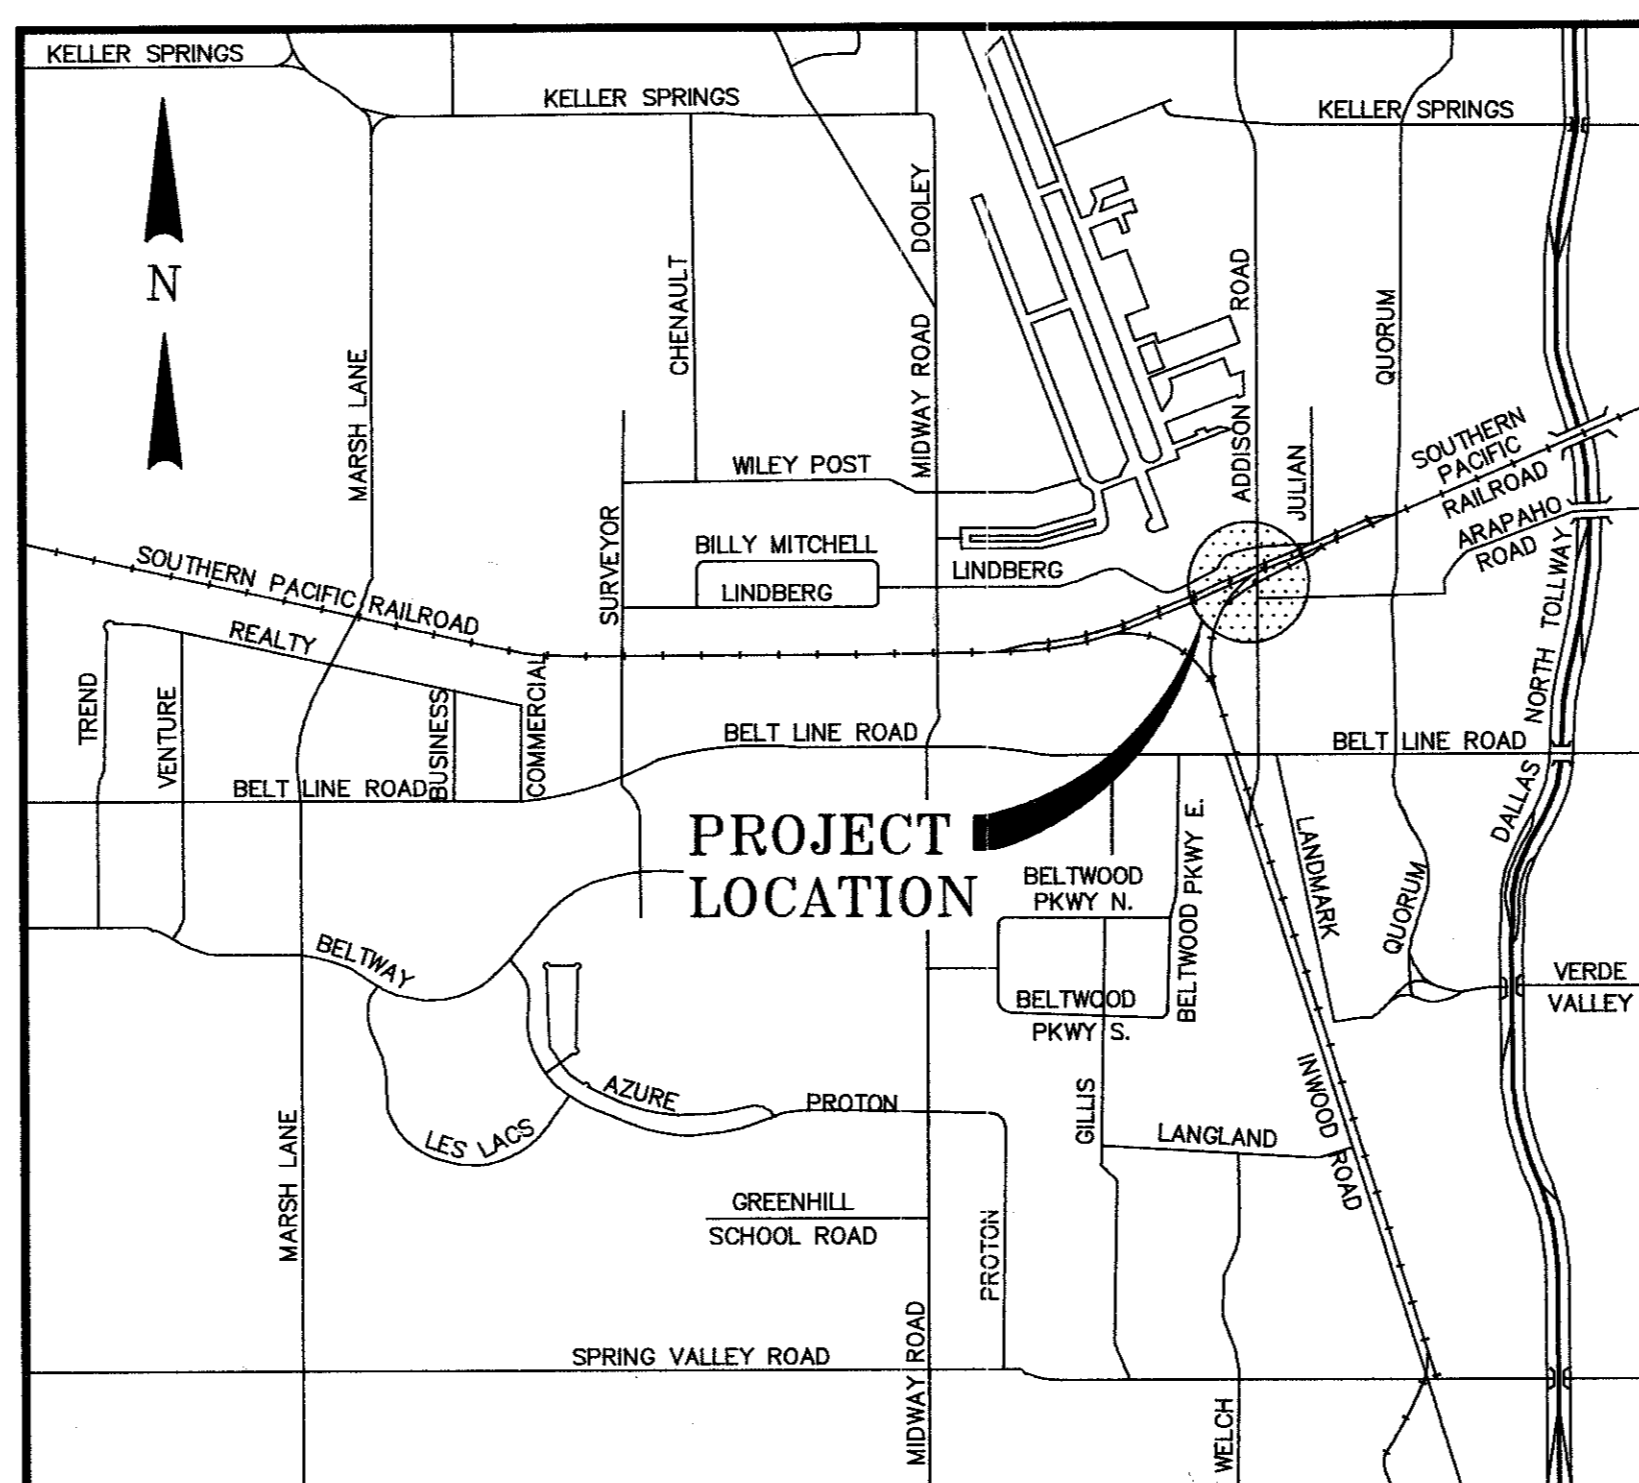 KELLER SPRINGS
KELLER SPRINGS
KELLER SPRINGS
N
DOOLEY
CHENAULT
ROAD
QUORUM
MARSH LANE
MIDWAY ROAD
ADDISON
JULIAN
SOUTHERN
PACIFIC
RAILROAD
ARAPAHO
ROAD
WILEY POST
SURVEYOR
BILLY MITCHELL
LINDBERG
LINDBERG
SOUTHERN PACIFIC RAILROAD
REALTY
TREND
VENTURE
BUSINESS
COMMERCIAL
BELT LINE ROAD
BELT LINE ROAD
BELT LINE ROAD
DALLAS NORTH TOLLWAY
PROJECT
LOCATION
BELTWOOD
PKWY N.
BELTWOOD PKWY E.
LANDMARK
QUORUM
BELTWAY
BELTWOOD
PKWY S.
VERDE
VALLEY
AZURE
PROTON
LES LACS
GILLIS
LANGLAND
INWOOD ROAD
MARSH LANE
GREENHILL
SCHOOL ROAD
PROTON
SPRING VALLEY ROAD
MIDWAY ROAD
WELCH